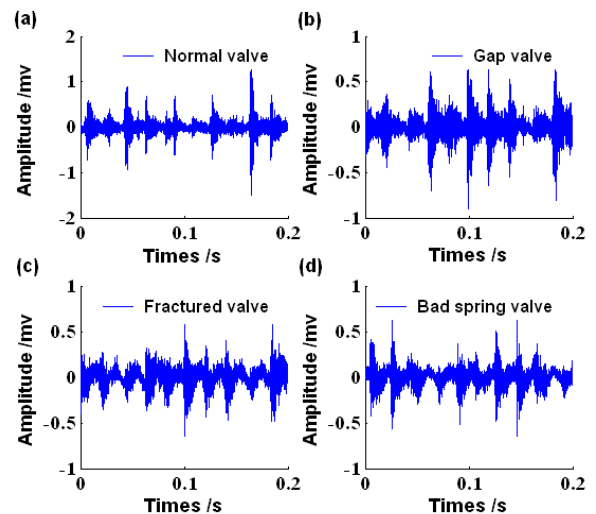 (a)
Normal valve
Amplitude /mv
2
1
0
-1
-2
0
0.1
0.2
Times /s
(b)
Gap valve
Amplitude /mv
1
0.5
0
-0.5
-1
0
0.1
0.2
Times /s
(c)
Fractured valve
Amplitude /mv
1
0.5
0
-0.5
-1
0
0.1
0.2
Times /s
(d)
Bad spring valve
Amplitude /mv
1
0.5
0
-0.5
-1
0
0.1
0.2
Times /s